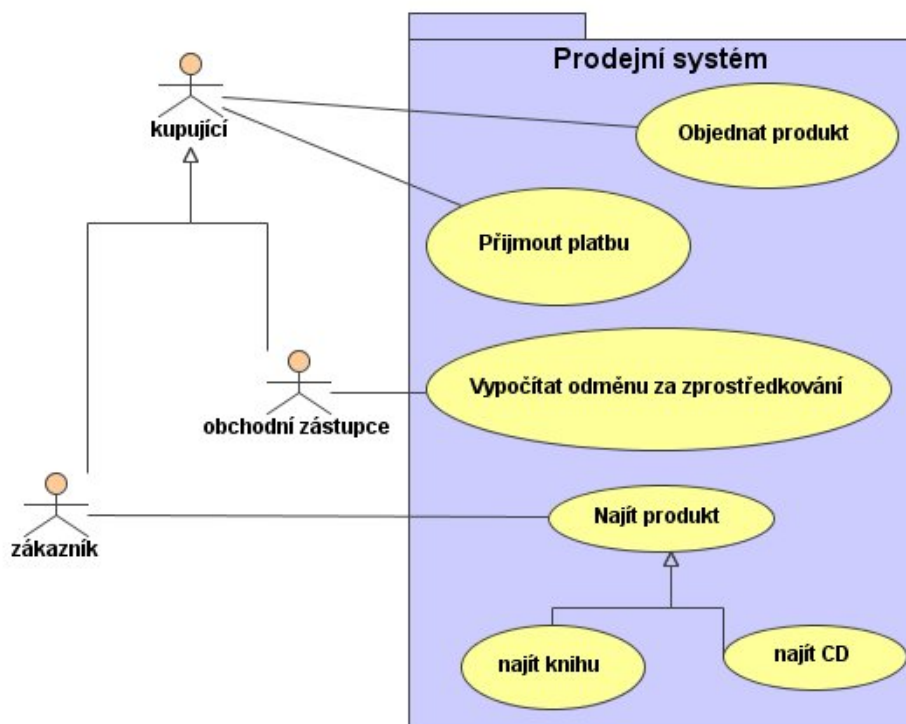 Prodejní systém
kupující
Objednat produkt
Přijmout platbu
Vypočítat odměnu za zprostředkování
obchodní zástupce
Najít produkt
zákazník
najít knihu
najít CD